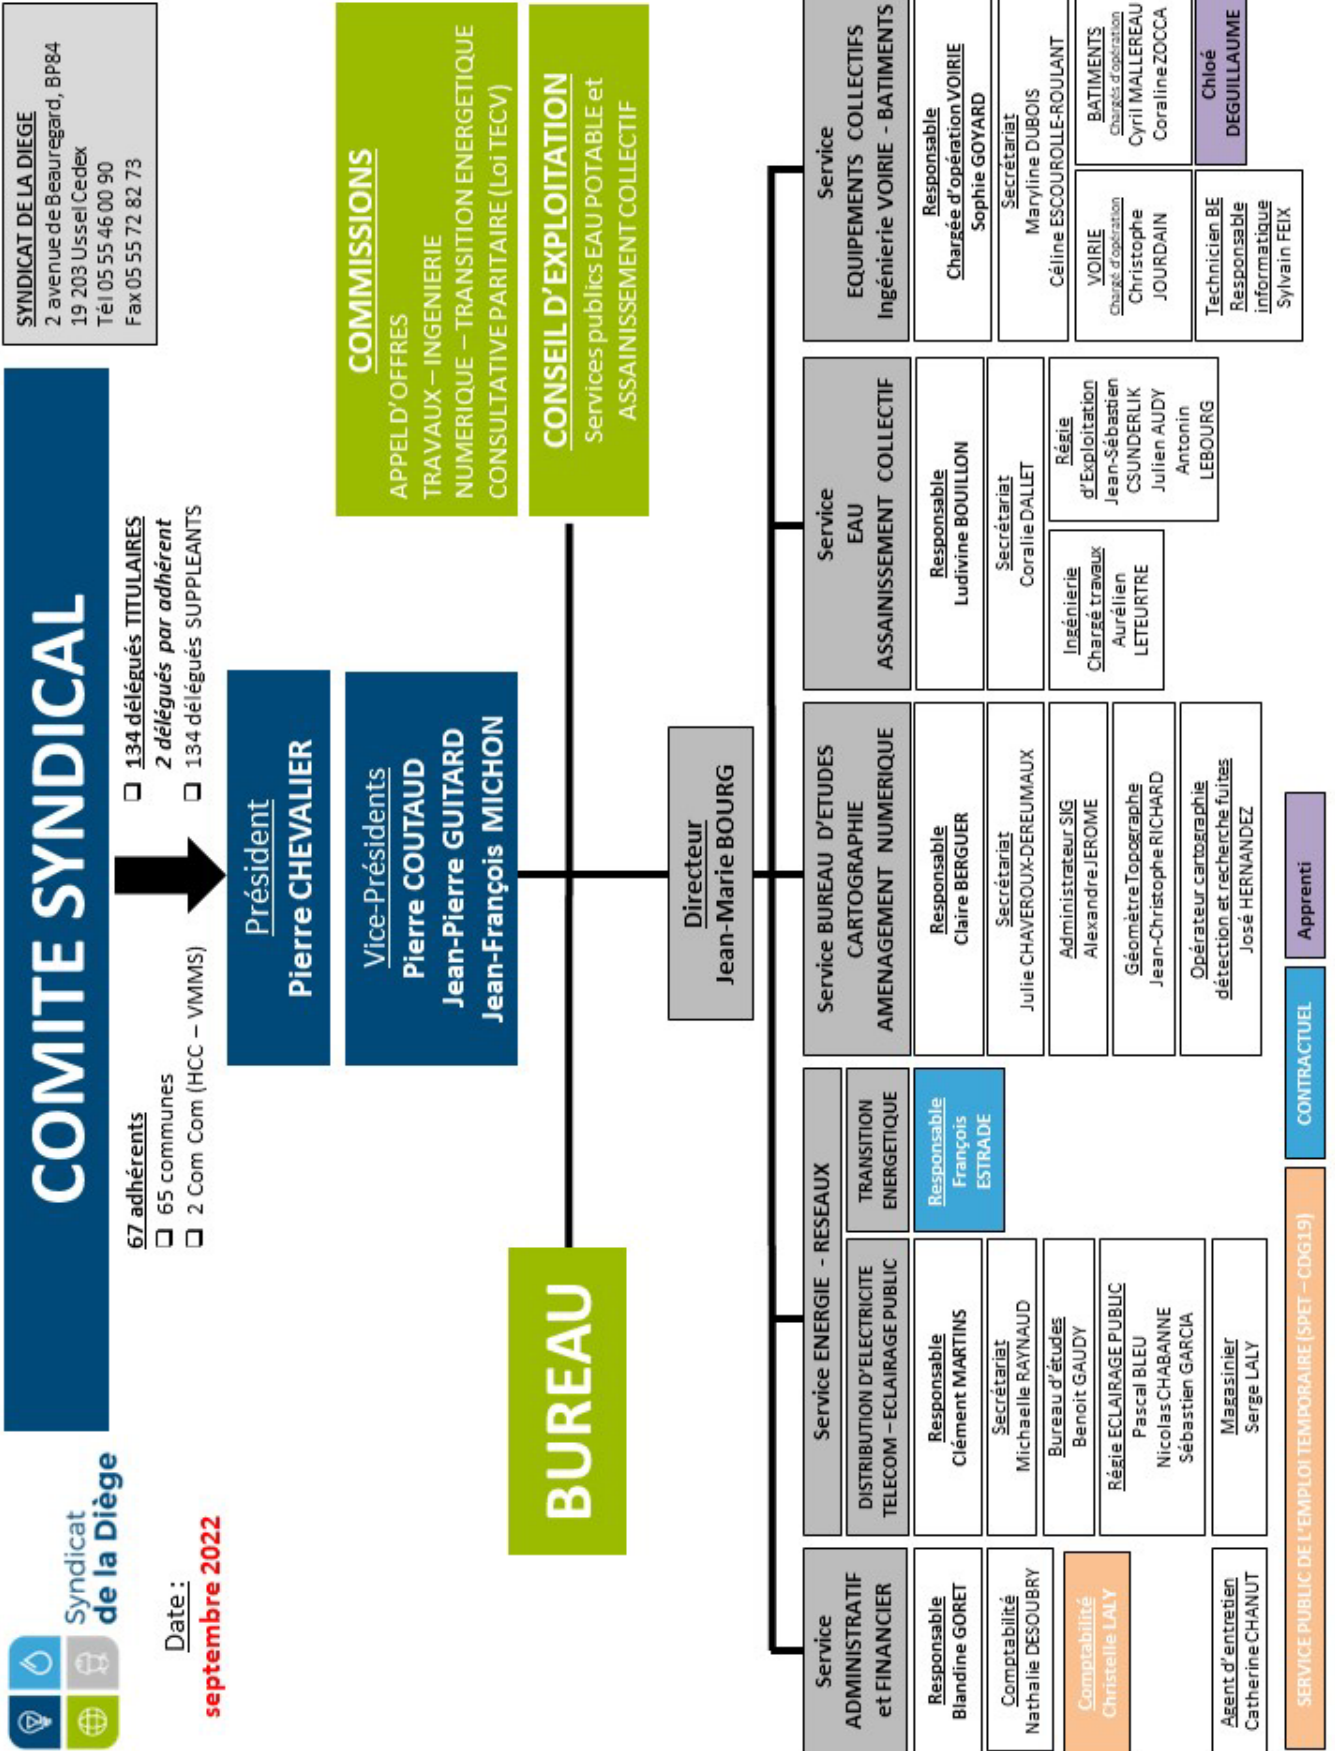 Syndicat
de la Diège
COMITE SYNDICAL
SYNDICAT DE LA DIEGE
2 avenue de Beauregard, BP84
19 203 Ussel Cedex
Tél 05 55 46 00 90
Fax 05 55 72 82 73
Date :
septembre 2022
67 adhérents
❑ 65 communes
❑ 2 Com Com (HCC – VMMS)
❑ 134 délégués TITULAIRES
2 délégués par adhérent
❑ 134 délégués SUPPLEANTS
Président
Pierre CHEVALIER
Vice-Présidents
Pierre COUTAUD
Jean-Pierre GUITARD
Jean-François MICHON
COMMISSIONS
APPEL D'OFFRES
TRAVAUX – INGENIERIE
NUMERIQUE – TRANSITION ENERGETIQUE
CONSULTATIVE PARITAIRE (Loi TECV)
BUREAU
CONSEIL D'EXPLOITATION
Services publics EAU POTABLE et
ASSAINISSEMENT COLLECTIF
Directeur
Jean-Marie BOURG
Service
ADMINISTRATIF
et FINANCIER
Responsable
Blandine GORET
Comptabilité
Nathalie DESOUBRY
Comptabilité
Christelle LALY
Agent d'entretien
Catherine CHANUT
Service ENERGIE - RESEAUX
DISTRIBUTION D'ELECTRICITE
TELECOM – ECLAIRAGE PUBLIC
Responsable
Clément MARTINS
Secrétariat
Michaelle RAYNAUD
Bureau d'études
Benoit GAUDY
Régie ECLAIRAGE PUBLIC
Pascal BLEU
Nicolas CHABANNE
Sébastien GARCIA
Magasinier
Serge LALY
TRANSITION
ENERGETIQUE
Responsable
François
ESTRADE
Service BUREAU D'ETUDES
CARTOGRAPHIE
AMENAGEMENT NUMERIQUE
Responsable
Claire BERGUER
Secrétariat
Julie CHAVEROUX-DEREUMAUX
Administrateur SIG
Alexandre JEROME
Géomètre Topographe
Jean-Christophe RICHARD
Opérateur cartographie
détection et recherche fuites
José HERNANDEZ
Service
EAU
ASSAINISSEMENT COLLECTIF
Responsable
Ludivine BOUILLON
Secrétariat
Coralie DALLET
Ingénierie
Chargé travaux
Aurélien
LETEURTRE
Régie
d'Exploitation
Jean-Sébastien
CSUNDERLIK
Julien AUDY
Antonin
LEBOURG
Service
EQUIPEMENTS COLLECTIFS
Ingénierie VOIRIE - BATIMENTS
Responsable
Chargée d'opération VOIRIE
Sophie GOYARD
Secrétariat
Maryline DUBOIS
Céline ESCOUROLLE-ROULANT
VOIRIE
Chargé d'opération
Christophe
JOURDAIN
BATIMENTS
Chargés d'opération
Cyril MALLEREAU
Coraline ZOCCA
Technicien BE
Responsable
informatique
Sylvain FEIX
Chloé
DEGUILLAUME
SERVICE PUBLIC DE L'EMPLOI TEMPORAIRE (SPET – CDG19)
CONTRACTUEL
Apprenti